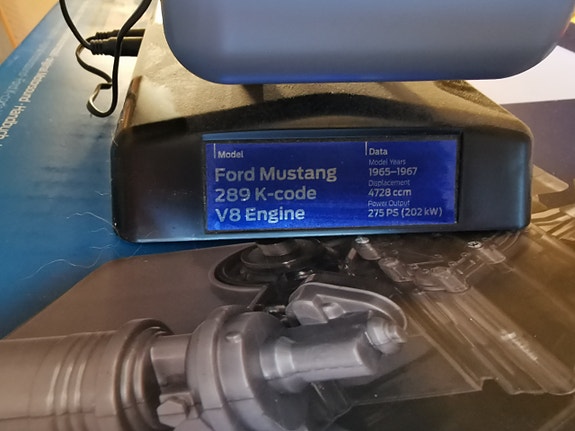 Model
Ford Mustang
289 K-code
V8 Engine
Data
Model Years
1965–1967
Displacement
4728 ccm
Power Output
275 PS (202 kW)